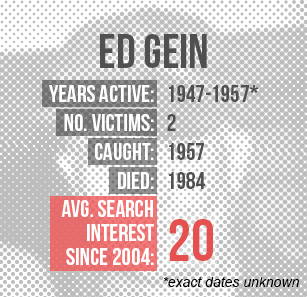 ED GEIN
YEARS ACTIVE: 1947-1957*
NO. VICTIMS: 2
CAUGHT: 1957
DIED: 1984
AVG. SEARCH
INTEREST
SINCE 2004: 20
*exact dates unknown